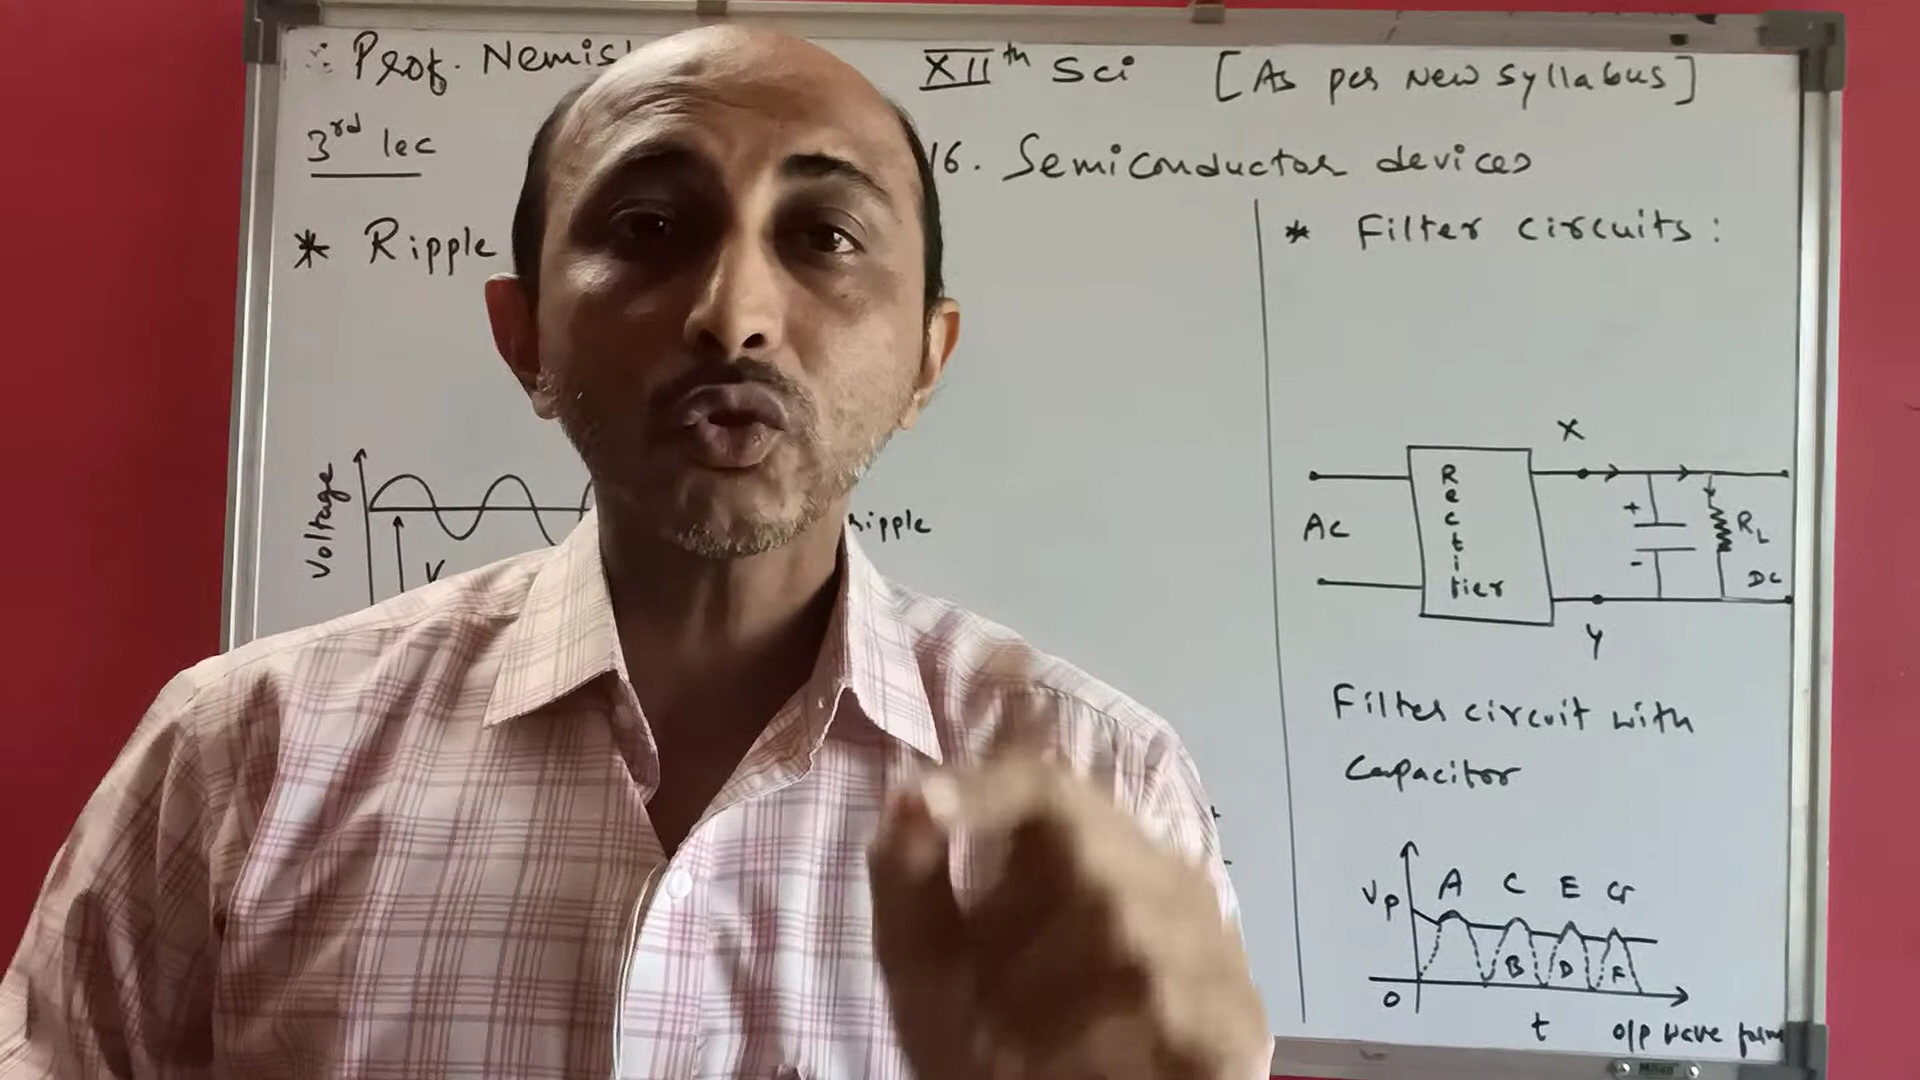 Prof. Nemis
XIIth Sci [As per New Syllabus]
3rd lec
16. Semiconductor devices
* Ripple
* Filter circuits:
Voltage
V
ripple
X
AC
Rectifier
+
-
RL
DC
Y
Filter circuit with
Capacitor
Vp A C E G
B D F
O
t o/p wave form